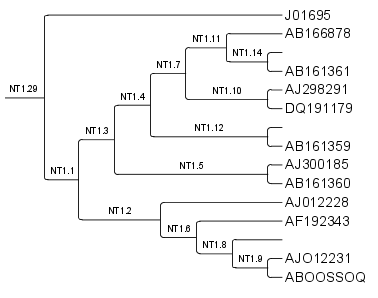 J01695
NT1.11
AB166878
NT1.14
NT1.7
AB161361
NT1.29
NT1.10
AJ298291
NT1.4
DQ191179
NT1.3
NT1.12
AB161359
NT1.5
AJ300185
NT1.1
AB161360
NT1.2
AJ012228
NT1.6
AF192343
NT1.8
NT1.9
AJO12231
ABOOSSOQ